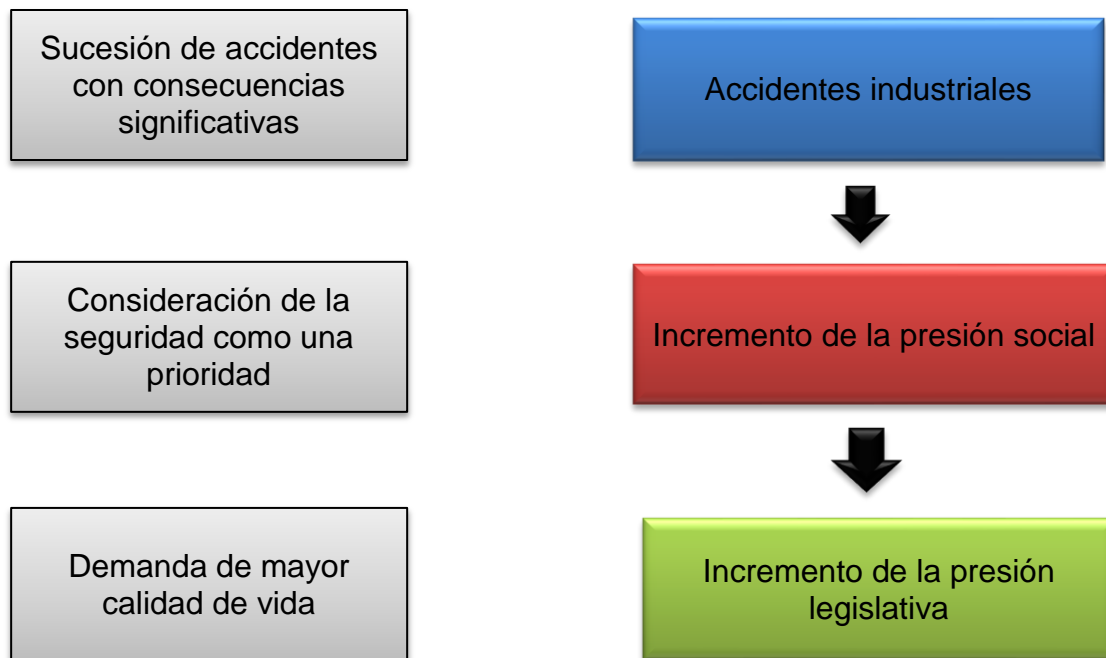 Sucesión de accidentes
con consecuencias
significativas
Accidentes industriales
Consideración de la
seguridad como una
prioridad
Incremento de la presión social
Demanda de mayor
calidad de vida
Incremento de la presión
legislativa